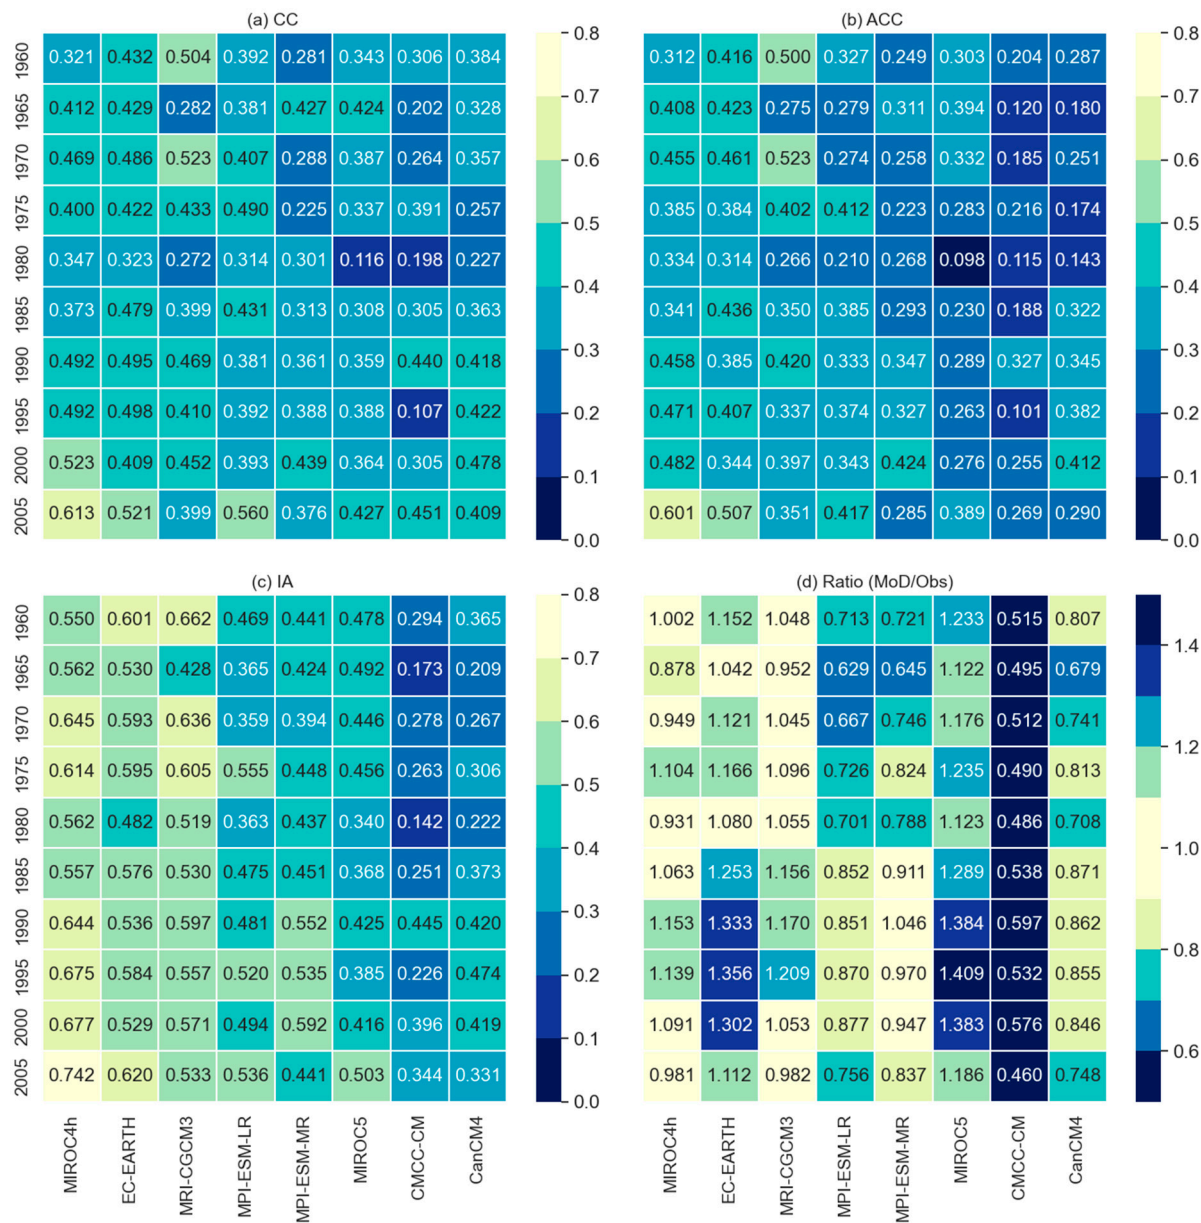 (a) CC
1960 0.321 0.432 0.504 0.392 0.281 0.343 0.306 0.384
1965 0.412 0.429 0.282 0.381 0.427 0.424 0.202 0.328
1970 0.469 0.486 0.523 0.407 0.288 0.387 0.264 0.357
1975 0.400 0.422 0.433 0.490 0.225 0.337 0.391 0.257
1980 0.347 0.323 0.272 0.314 0.301 0.116 0.198 0.227
1985 0.373 0.479 0.399 0.431 0.313 0.308 0.305 0.363
1990 0.492 0.495 0.469 0.381 0.361 0.359 0.440 0.418
1995 0.492 0.498 0.410 0.392 0.388 0.388 0.107 0.422
2000 0.523 0.409 0.452 0.393 0.439 0.364 0.305 0.478
2005 0.613 0.521 0.399 0.560 0.376 0.427 0.451 0.409
0.8
0.7
0.6
0.5
0.4
0.3
0.2
0.1
0.0
(b) ACC
0.312 0.416 0.500 0.327 0.249 0.303 0.204 0.287
0.408 0.423 0.275 0.279 0.311 0.394 0.120 0.180
0.455 0.461 0.523 0.274 0.258 0.332 0.185 0.251
0.385 0.384 0.402 0.412 0.223 0.283 0.216 0.174
0.334 0.314 0.266 0.210 0.268 0.098 0.115 0.143
0.341 0.436 0.350 0.385 0.293 0.230 0.188 0.322
0.458 0.385 0.420 0.333 0.347 0.289 0.327 0.345
0.471 0.407 0.337 0.374 0.327 0.263 0.101 0.382
0.482 0.344 0.397 0.343 0.424 0.276 0.255 0.412
0.601 0.507 0.351 0.417 0.285 0.389 0.269 0.290
0.8
0.7
0.6
0.5
0.4
0.3
0.2
0.1
0.0
(c) IA
1960 0.550 0.601 0.662 0.469 0.441 0.478 0.294 0.365
1965 0.562 0.530 0.428 0.365 0.424 0.492 0.173 0.209
1970 0.645 0.593 0.636 0.359 0.394 0.446 0.278 0.267
1975 0.614 0.595 0.605 0.555 0.448 0.456 0.263 0.306
1980 0.562 0.482 0.519 0.363 0.437 0.340 0.142 0.222
1985 0.557 0.576 0.530 0.475 0.451 0.368 0.251 0.373
1990 0.644 0.536 0.597 0.481 0.552 0.425 0.445 0.420
1995 0.675 0.584 0.557 0.520 0.535 0.385 0.226 0.474
2000 0.677 0.529 0.571 0.494 0.592 0.416 0.396 0.419
2005 0.742 0.620 0.533 0.536 0.441 0.503 0.344 0.331
MIROC4h EC-EARTH MRI-CGCM3 MPI-ESM-LR MPI-ESM-MR MIROC5 CMCC-CM CanCM4
0.8
0.7
0.6
0.5
0.4
0.3
0.2
0.1
0.0
(d) Ratio (MoD/Obs)
1.002 1.152 1.048 0.713 0.721 1.233 0.515 0.807
0.878 1.042 0.952 0.629 0.645 1.122 0.495 0.679
0.949 1.121 1.045 0.667 0.746 1.176 0.512 0.741
1.104 1.166 1.096 0.726 0.824 1.235 0.490 0.813
0.931 1.080 1.055 0.701 0.788 1.123 0.486 0.708
1.063 1.253 1.156 0.852 0.911 1.289 0.538 0.871
1.153 1.333 1.170 0.851 1.046 1.384 0.597 0.862
1.139 1.356 1.209 0.870 0.970 1.409 0.532 0.855
1.091 1.302 1.053 0.877 0.947 1.383 0.576 0.846
0.981 1.112 0.982 0.756 0.837 1.186 0.460 0.748
MIROC4h EC-EARTH MRI-CGCM3 MPI-ESM-LR MPI-ESM-MR MIROC5 CMCC-CM CanCM4
1.4
1.2
1.0
0.8
0.6